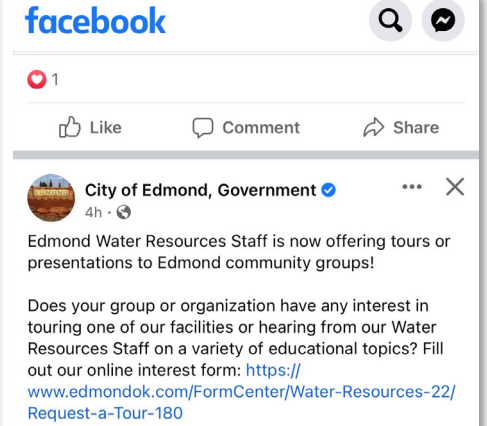 facebook
1
Like Comment Share
EDMOND
City of Edmond, Government
4h ·
Edmond Water Resources Staff is now offering tours or
presentations to Edmond community groups!
Does your group or organization have any interest in
touring one of our facilities or hearing from our Water
Resources Staff on a variety of educational topics? Fill
out our online interest form: https://
www.edmondok.com/FormCenter/Water-Resources-22/
Request-a-Tour-180